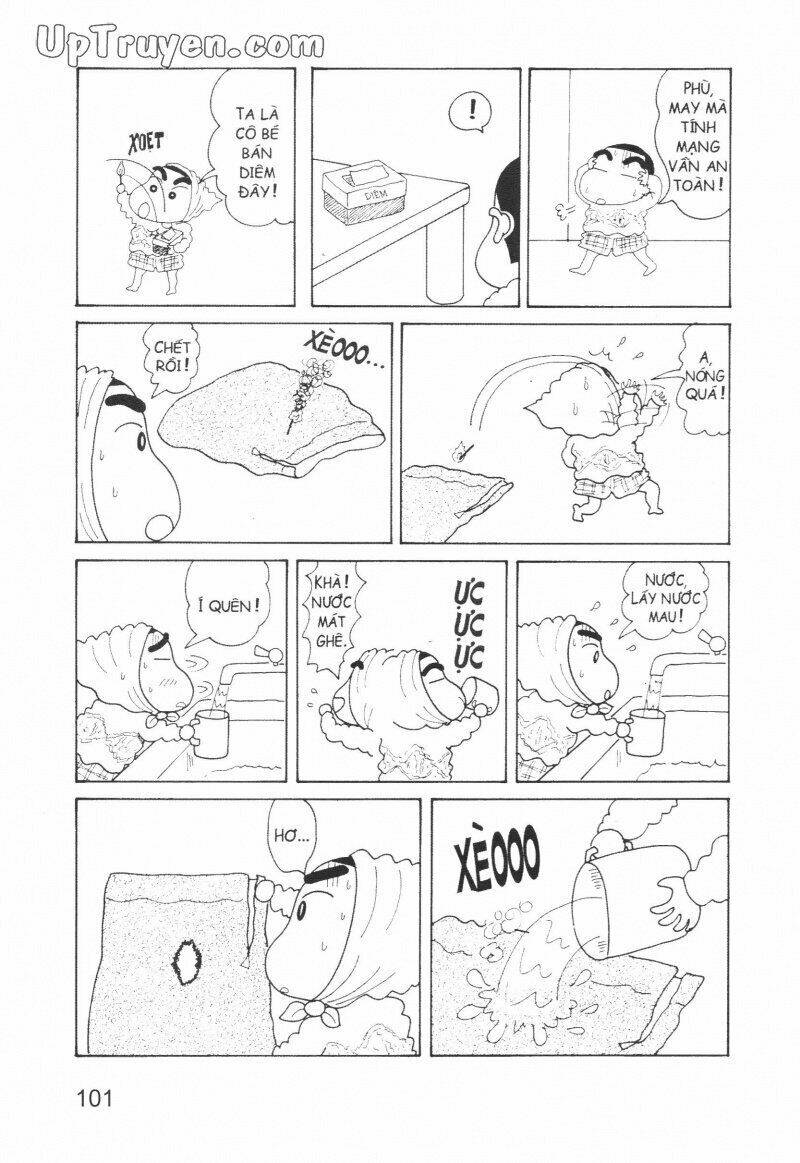 UpTruyen.com
PHÙ,
MAY MÀ
TÍNH
MẠNG
VẪN AN
TOÀN!
!
DIÊM
TA LÀ
CÔ BÉ
BÁN
DIÊM
ĐÂY!
XOẸT
A,
NÓNG
QUÁ!
XÈOOO...
CHẾT
RỒI!
NƯỚC,
LẤY NƯỚC
MAU!
ỰC
ỰC
ỰC
KHÀ!
NƯỚC
MÁT
GHÊ.
Í QUÊN!
XÈOOO
HƠ...
101